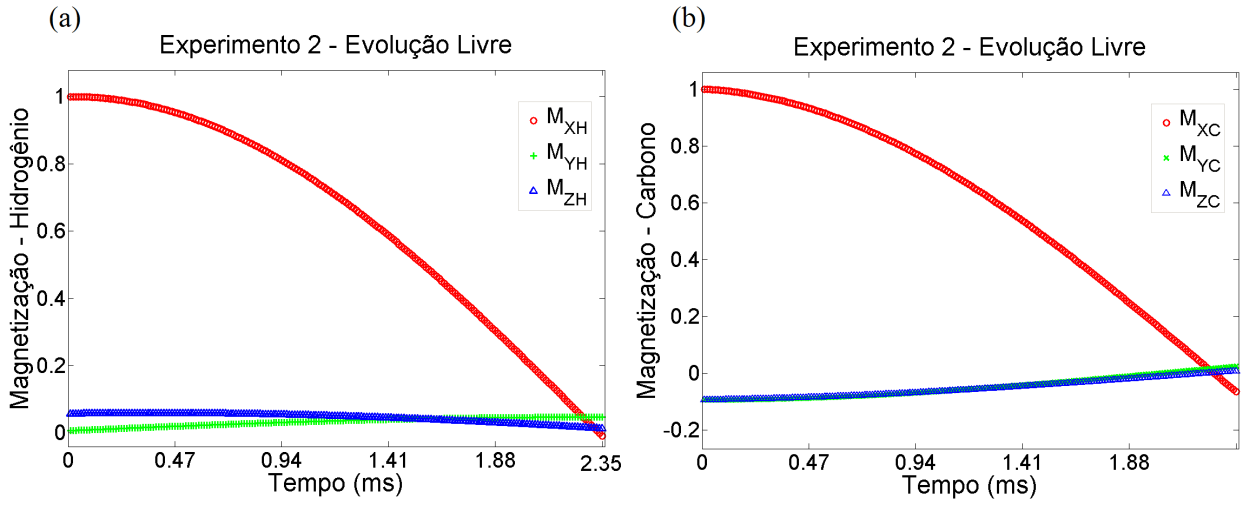 (a)
Experimento 2 - Evolução Livre
Magnetização - Hidrogênio
1
0.8
0.6
0.4
0.2
0
M_XH
M_YH
M_ZH
0 0.47 0.94 1.41 1.88 2.35
Tempo (ms)
(b)
Experimento 2 - Evolução Livre
Magnetização - Carbono
1
0.8
0.6
0.4
0.2
0
-0.2
M_XC
M_YC
M_ZC
0 0.47 0.94 1.41 1.88
Tempo (ms)